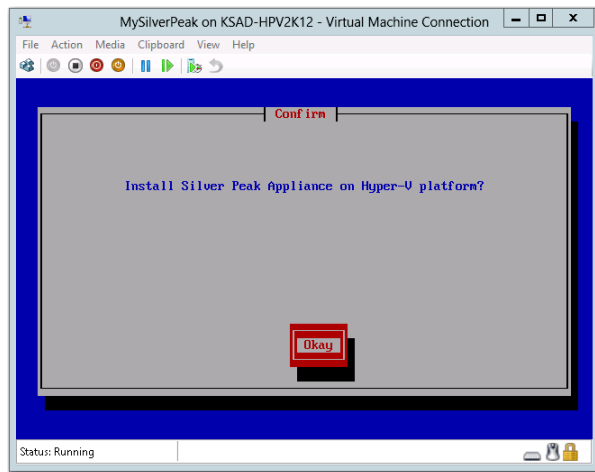 MySilverPeak on KSAD-HPV2K12 - Virtual Machine Connection
File Action Media Clipboard View Help
Confirm
Install Silver Peak Appliance on Hyper-V platform?
Okay
Status: Running